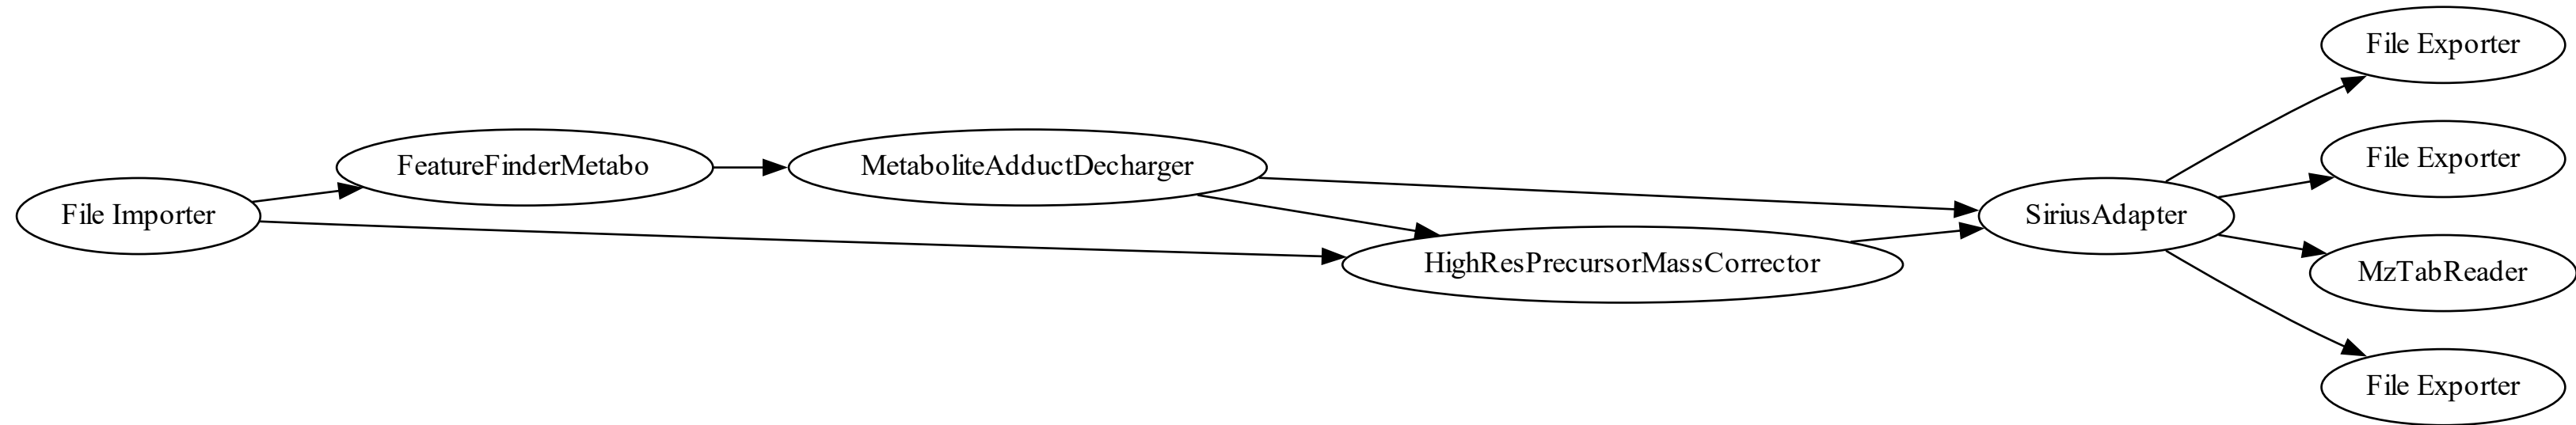 File Importer
FeatureFinderMetabo
MetaboliteAdductDecharger
HighResPrecursorMassCorrector
SiriusAdapter
File Exporter
File Exporter
MzTabReader
File Exporter